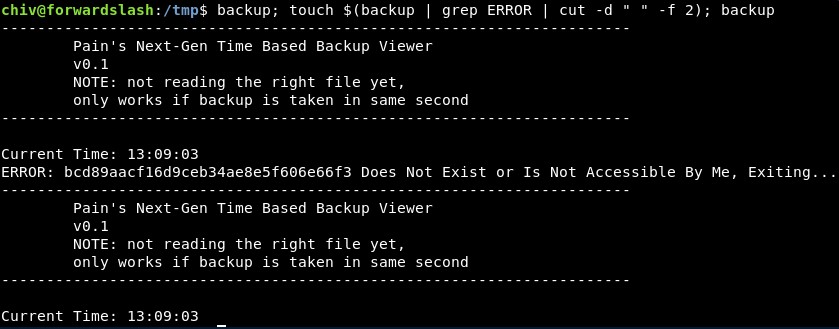 chiv@forwardslash:/tmp$ backup; touch $(backup | grep ERROR | cut -d " " -f 2); backup
----------------------------------------------------------------------
        Pain's Next-Gen Time Based Backup Viewer
        v0.1
        NOTE: not reading the right file yet,
        only works if backup is taken in same second
----------------------------------------------------------------------

Current Time: 13:09:03
ERROR: bcd89aacf16d9ceb34ae8e5f606e66f3 Does Not Exist or Is Not Accessible By Me, Exiting...
----------------------------------------------------------------------
        Pain's Next-Gen Time Based Backup Viewer
        v0.1
        NOTE: not reading the right file yet,
        only works if backup is taken in same second
----------------------------------------------------------------------

Current Time: 13:09:03